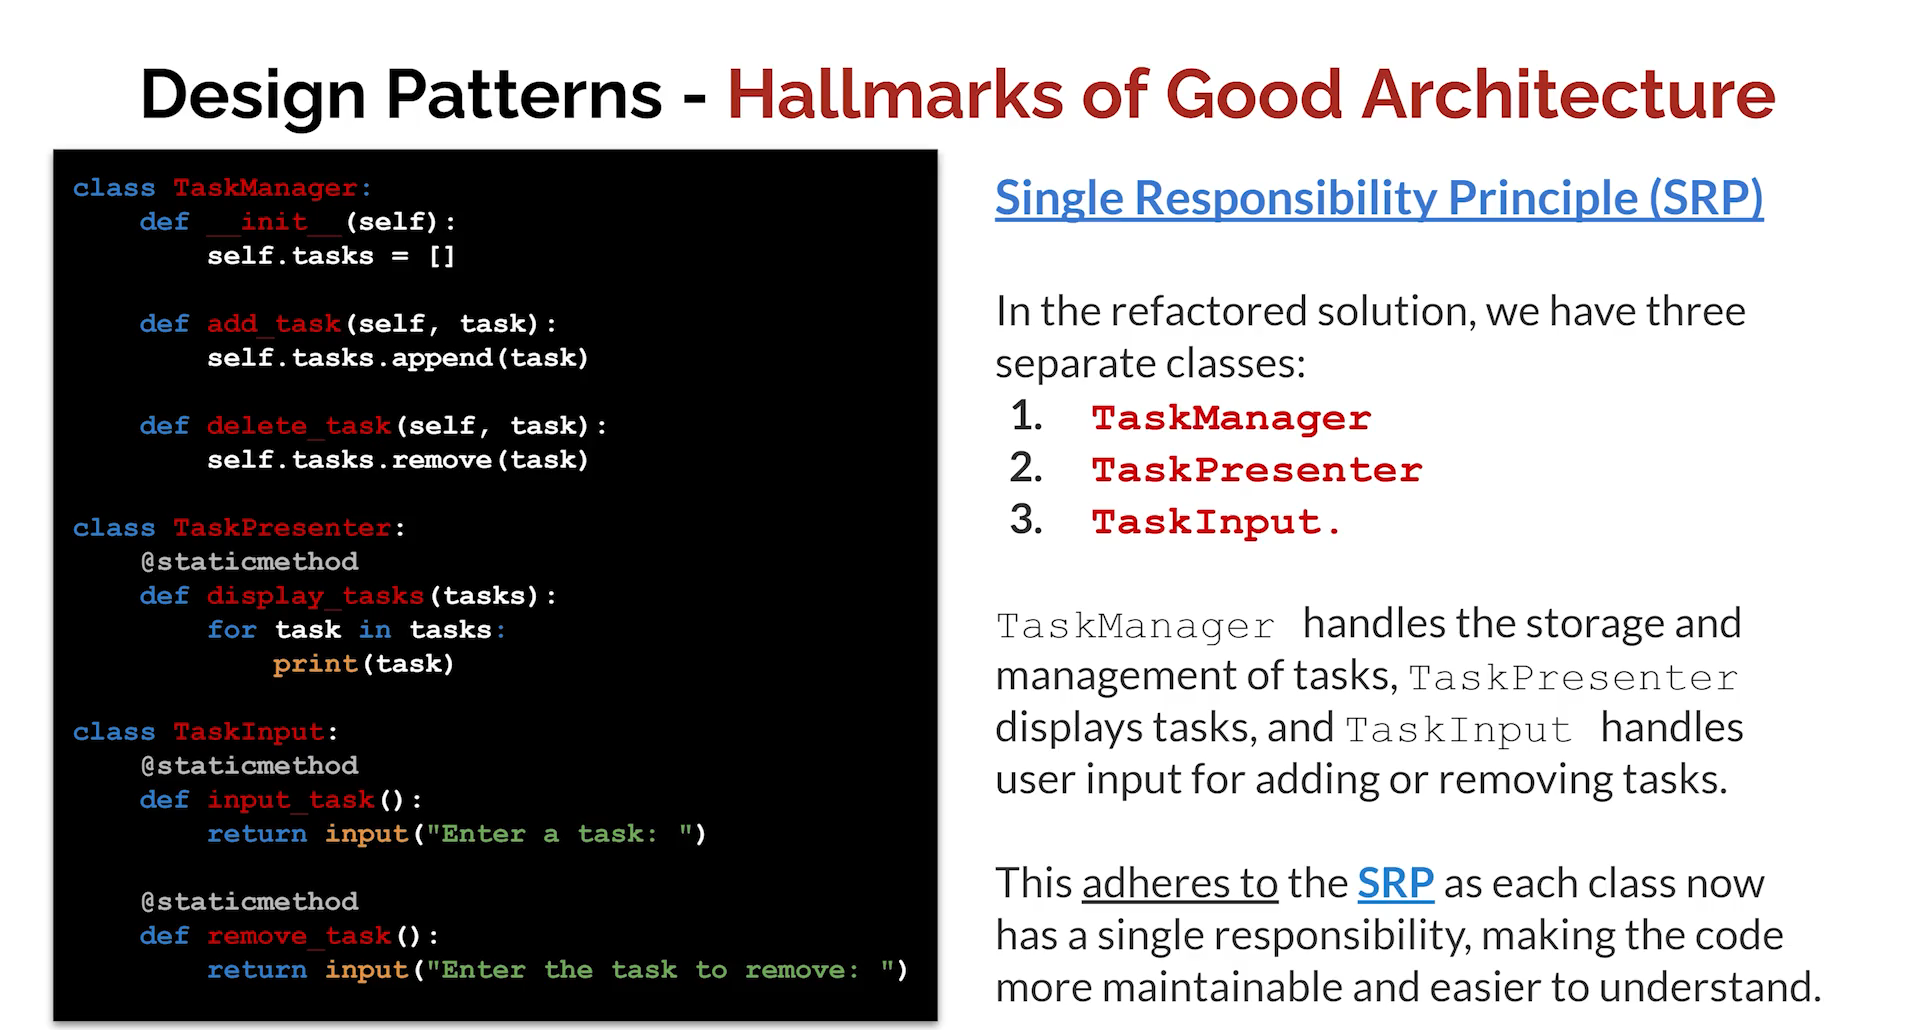 Design Patterns - Hallmarks of Good Architecture
class TaskManager:
    def __init__(self):
        self.tasks = []
    def add_task(self, task):
        self.tasks.append(task)
    def delete_task(self, task):
        self.tasks.remove(task)
class TaskPresenter:
    @staticmethod
    def display_tasks(tasks):
        for task in tasks:
            print(task)
class TaskInput:
    @staticmethod
    def input_task():
        return input("Enter a task: ")
    @staticmethod
    def remove_task():
        return input("Enter the task to remove: ")
Single Responsibility Principle (SRP)
In the refactored solution, we have three
separate classes:
1. TaskManager
2. TaskPresenter
3. TaskInput.
TaskManager handles the storage and
management of tasks, TaskPresenter
displays tasks, and TaskInput handles
user input for adding or removing tasks.
This adheres to the SRP as each class now
has a single responsibility, making the code
more maintainable and easier to understand.